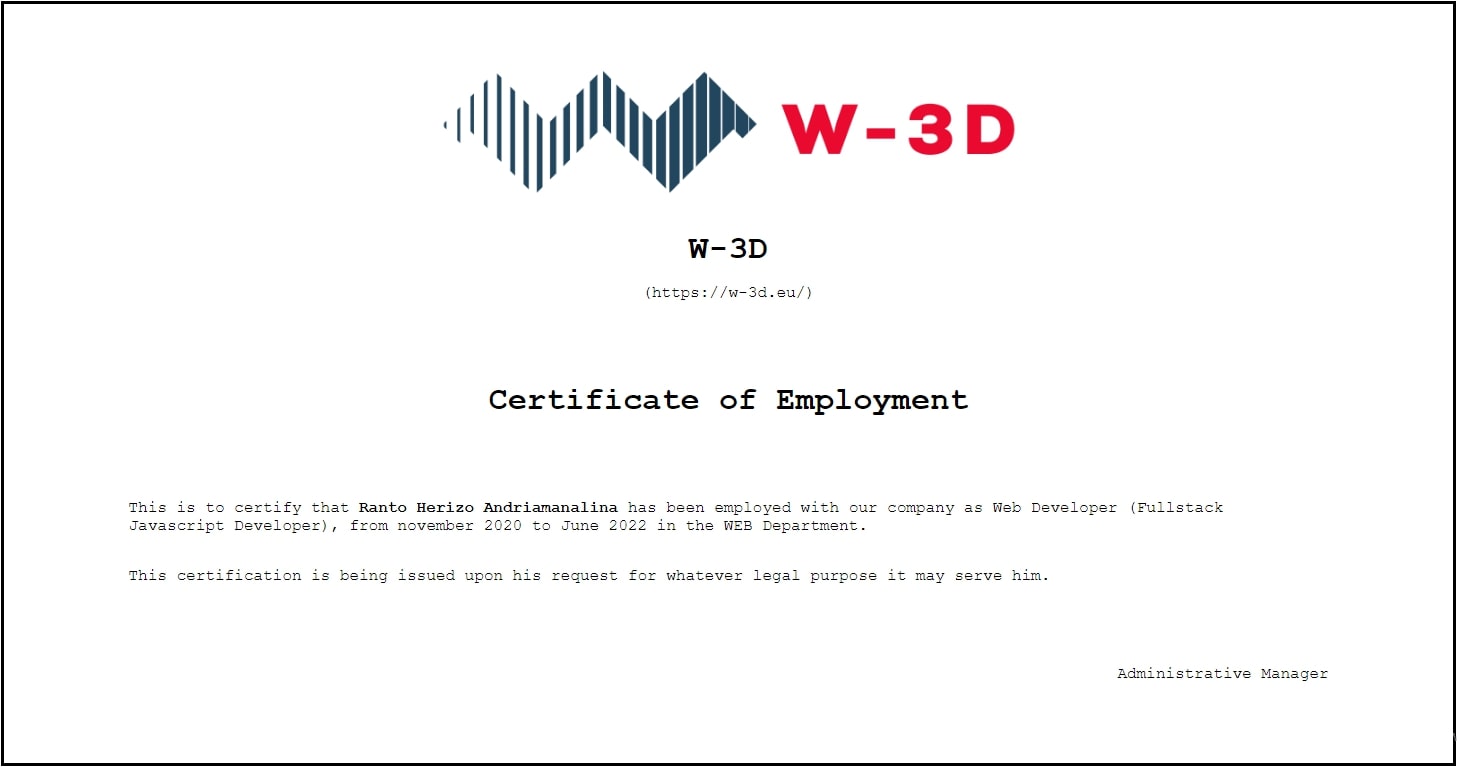 W-3D
W-3D
(https://w-3d.eu/)
Certificate of Employment
This is to certify that Ranto Herizo Andriamanalina has been employed with our company as Web Developer (Fullstack
Javascript Developer), from november 2020 to June 2022 in the WEB Department.
This certification is being issued upon his request for whatever legal purpose it may serve him.
Administrative Manager